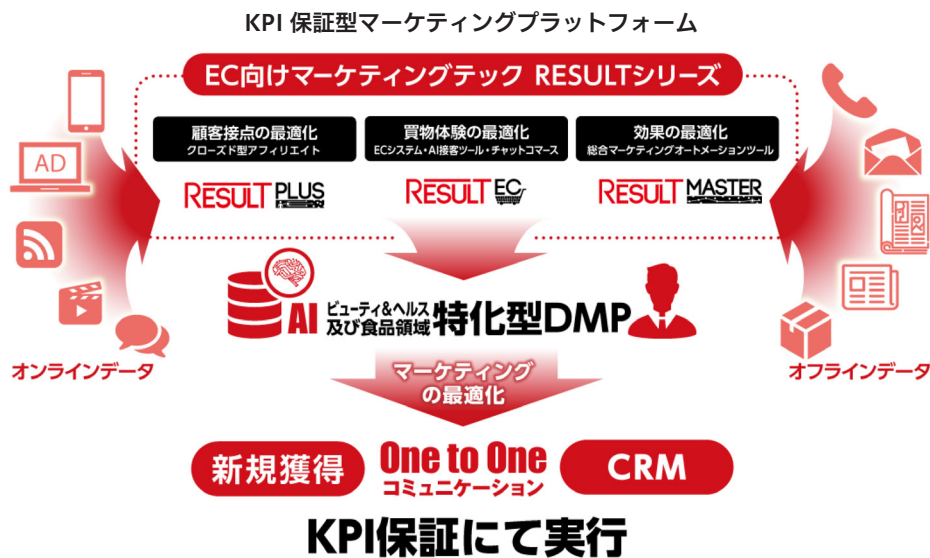 KPI 保証型マーケティングプラットフォーム
EC向けマーケティングテック RESULTシリーズ
顧客接点の最適化
クローズド型アフィリエイト
買物体験の最適化
ECシステム・AI接客ツール・チャットコマース
効果の最適化
総合マーケティングオートメーションツール
RESULT PLUS
RESULT EC
RESULT MASTER
AD
AI
ビューティ&ヘルス
及び食品領域
特化型DMP
オンラインデータ
オフラインデータ
マーケティング
の最適化
新規獲得
One to One
コミュニケーション
CRM
KPI保証にて実行